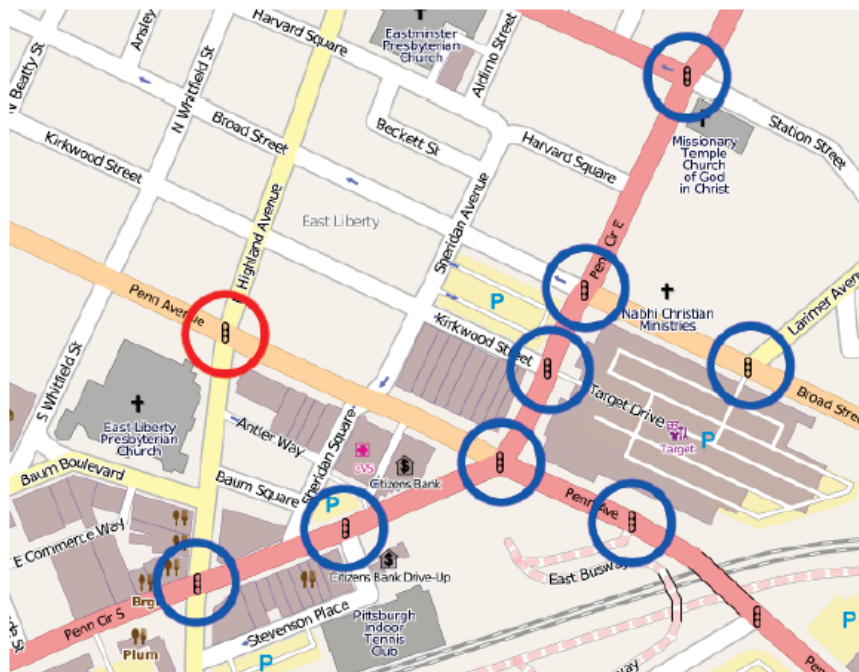 N Beatty St
Ansley
N Whitfield St
Harvard Square
Eastminster
Presbyterian
Church
Aldimo Street
Kirkwood Street
Broad Street
Beckett St
Harvard Square
Station Street
Missionary
Temple
Church
of God
in Christ
Highland Avenue
East Liberty
Sheridan Avenue
Penn Cir E
Penn Avenue
P
Nabhi Christian
Ministries
Larimer Aven
Kirkwood Street
S Whitfield St
East Liberty
Presbyterian
Church
Antler Way
Sheridan Square
CVS
Citizens Bank
Target Drive
Target
P
Broad Street
Baum Boulevard
Baum Square
P
Penn Ave
E Commerce Way
East Busway
Citizens Bank Drive-Up
Brg
Penn Cir S
Plum
Stevenson Place
Pittsburgh
Indoor
Tennis
Club
P
way
P